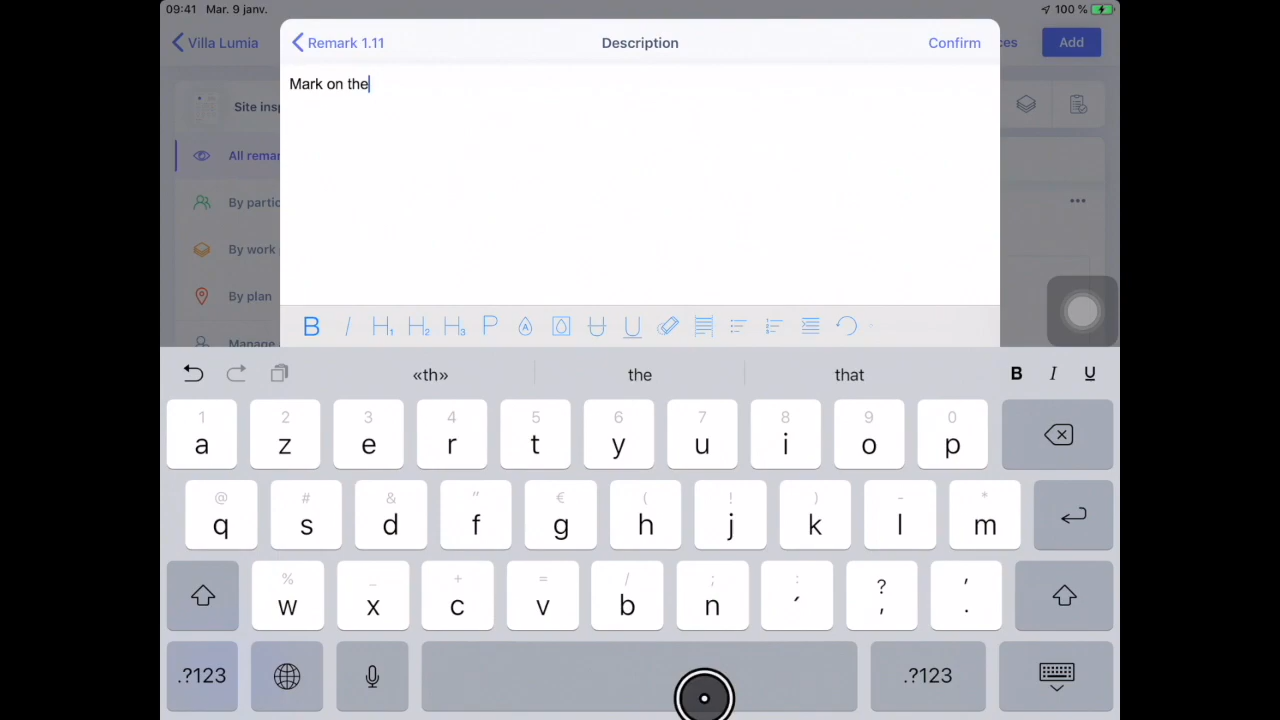 09:41 Mar. 9 janv. 100 %
Villa Lumia Remark 1.11 Description Confirm ces Add
Mark on the
Site insp
All remar
By partic
By work
By plan
Manage
B I H1 H2 H3 P A U U
«th» the that B I U
1 2 3 4 5 6 7 8 9 0
a z e r t y u i o p
@ # & " € ( ! ) - *
q s d f g h j k l m
% _ + = / ; : ? '
w x c v b n ´ , .
.?123 .?123